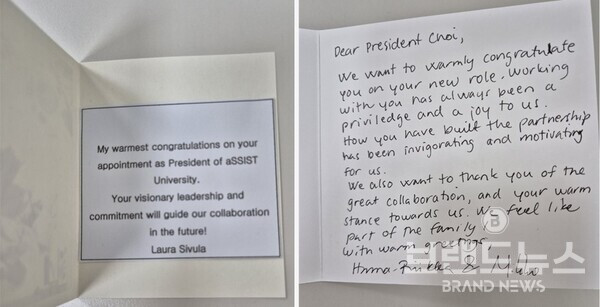 My warmest congratulations on your
appointment as President of aSSIST
University.
Your visionary leadership and
commitment will guide our collaboration
in the future!
Laura Sivula
Dear President Choi,
We want to warmly congratulate
you on your new role. Working
with you has always been a
priviledge and a joy to us.
How you have built the partnership
has been invigorating and motivating
for us.
We also want to thank you of the
great collaboration, and your warm
stance towards us. We feel like
part of the family!
With warm greetings,
&
브랜드뉴스
BRAND NEWS